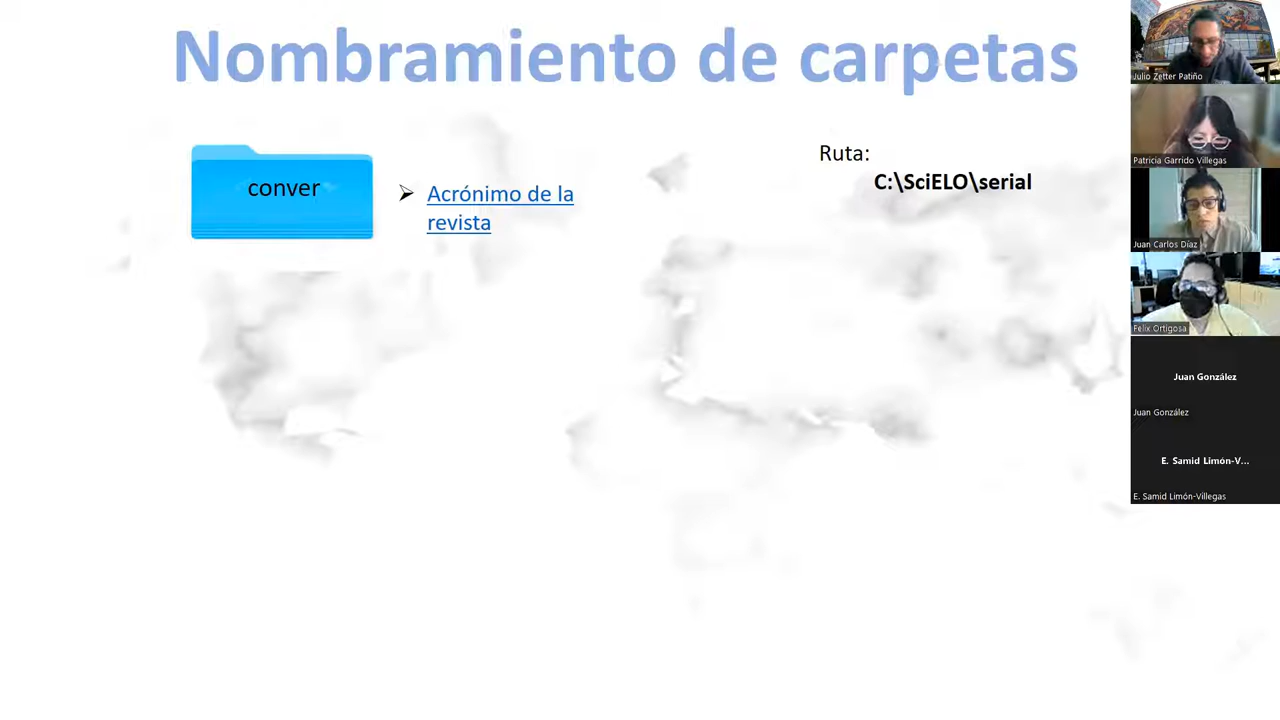 Nombramiento de carpetas
conver
➢ Acrónimo de la
revista
Ruta:
C:\SciELO\serial
Julio Zetter Patiño
Patricia Garrido Villegas
Juan Carlos Díaz
Felix Ortigosa
Juan González
Juan González
E. Samid Limón-V...
E. Samid Limón-Villegas